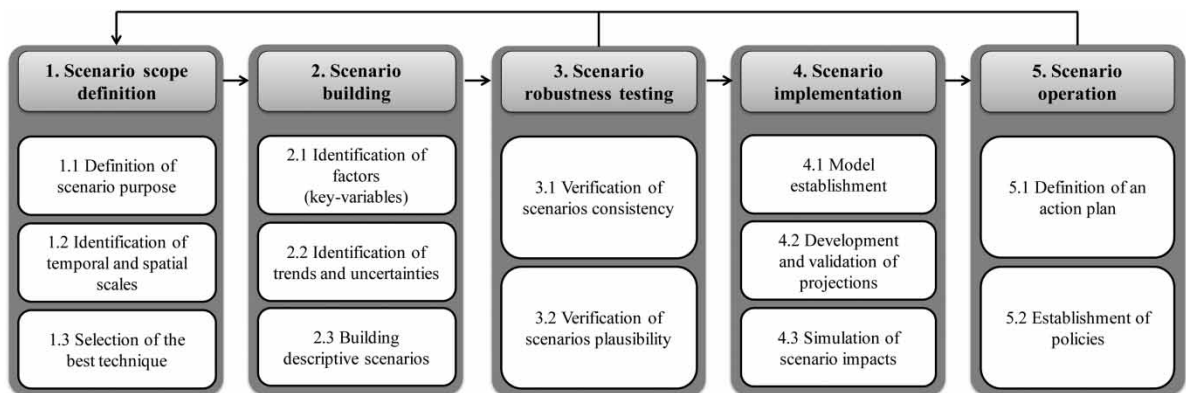 1. Scenario scope
definition
1.1 Definition of
scenario purpose
1.2 Identification of
temporal and spatial
scales
1.3 Selection of the
best technique
2. Scenario
building
2.1 Identification of
factors
(key-variables)
2.2 Identification of
trends and uncertainties
2.3 Building
descriptive scenarios
3. Scenario
robustness testing
3.1 Verification of
scenarios consistency
3.2 Verification of
scenarios plausibility
4. Scenario
implementation
4.1 Model
establishment
4.2 Development
and validation of
projections
4.3 Simulation of
scenario impacts
5. Scenario
operation
5.1 Definition of an
action plan
5.2 Establishment of
policies